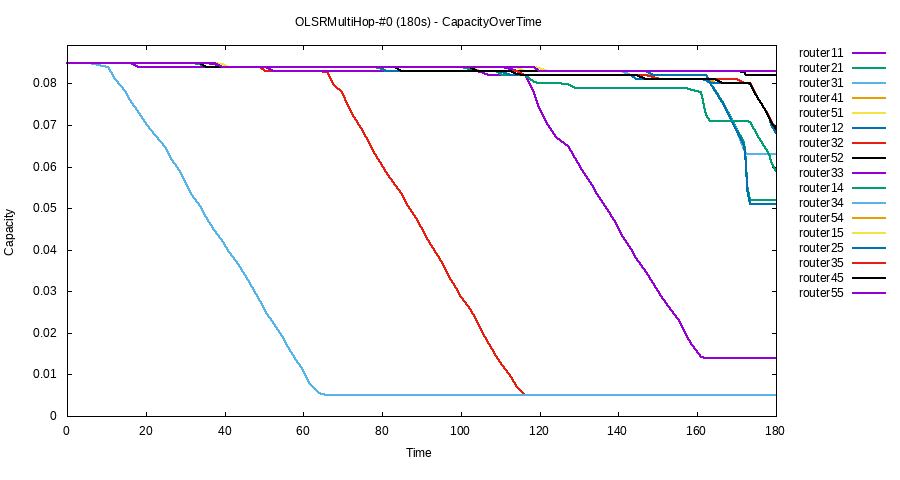 OLSRMultiHop-#0 (180s) - CapacityOverTime
router11
router21
router31
router41
router51
router12
router32
router52
router33
router14
router34
router54
router15
router25
router35
router45
router55
Capacity
0.08
0.07
0.06
0.05
0.04
0.03
0.02
0.01
0
0 20 40 60 80 100 120 140 160 180
Time